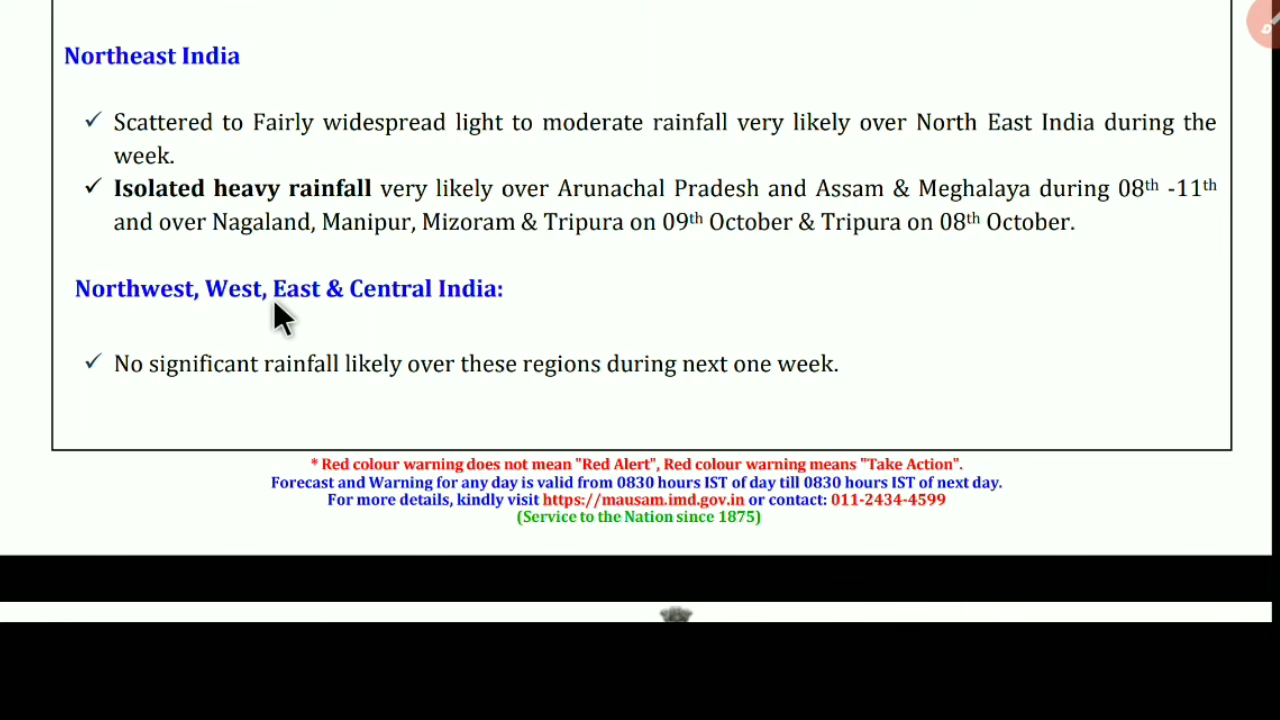 Northeast India
✓ Scattered to Fairly widespread light to moderate rainfall very likely over North East India during the
week.
✓ Isolated heavy rainfall very likely over Arunachal Pradesh and Assam & Meghalaya during 08th -11th
and over Nagaland, Manipur, Mizoram & Tripura on 09th October & Tripura on 08th October.
Northwest, West, East & Central India:
✓ No significant rainfall likely over these regions during next one week.
* Red colour warning does not mean "Red Alert", Red colour warning means "Take Action".
Forecast and Warning for any day is valid from 0830 hours IST of day till 0830 hours IST of next day.
For more details, kindly visit https://mausam.imd.gov.in or contact: 011-2434-4599
(Service to the Nation since 1875)